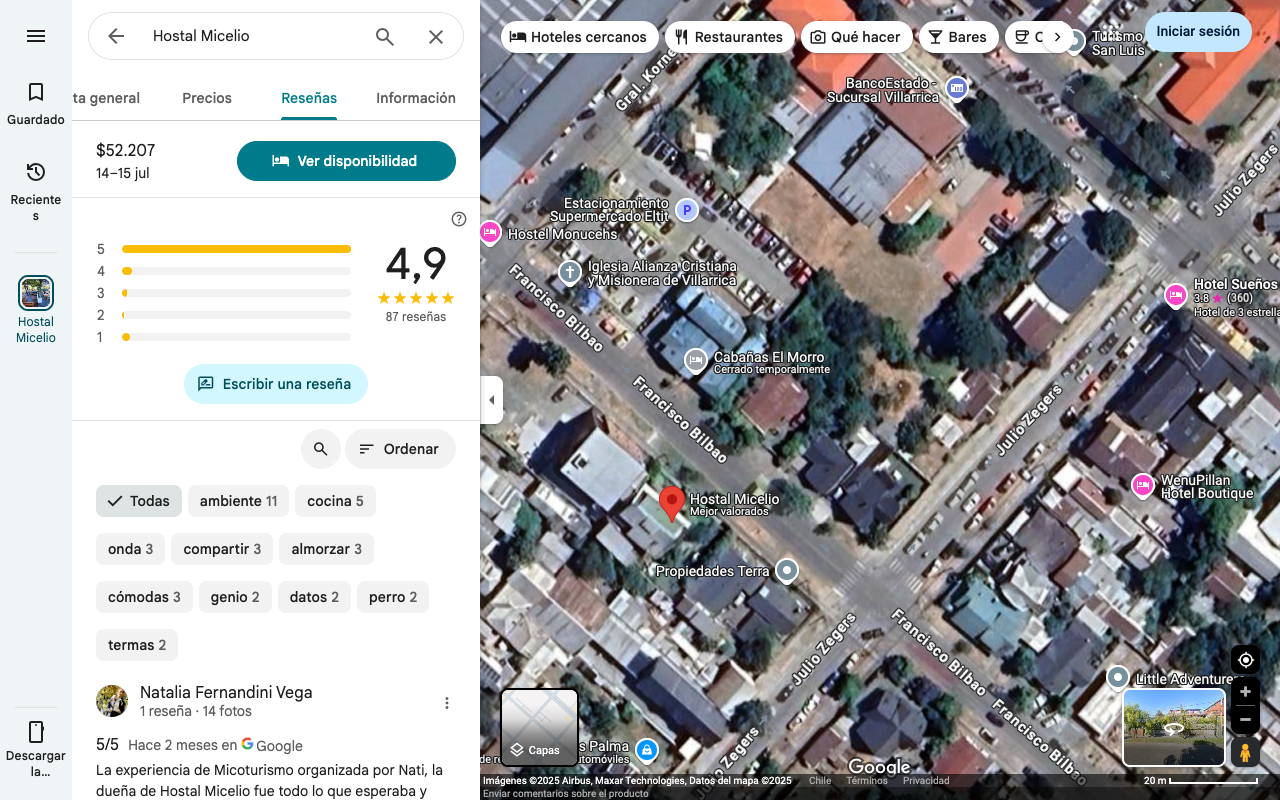 Guardado
Reciente
s
Hostal
Micelio
Descargar
la...
Hostal Micelio
ta general
Precios
Reseñas
Información
$52.207
14–15 jul
Ver disponibilidad
5
4
3
2
1
4,9
87 reseñas
Escribir una reseña
Ordenar
Todas
ambiente 11
cocina 5
onda 3
compartir 3
almorzar 3
cómodas 3
genio 2
datos 2
perro 2
termas 2
Natalia Fernandini Vega
1 reseña · 14 fotos
5/5 Hace 2 meses en Google
La experiencia de Micoturismo organizada por Nati, la
dueña de Hostal Micelio fue todo lo que esperaba y
Hoteles cercanos
Restaurantes
Qué hacer
Bares
Iniciar sesión
Turismo
San Luis
Gral. Korne
BancoEstado -
Sucursal Villarrica
Julio Zegers
Estacionamiento
Supermercado Eltit
P
Hostel Monucehs
Iglesia Alianza Cristiana
y Misionera de Villarrica
Francisco Bilbao
Hotel Sueños
3.8 (360)
Hotel de 3 estrella
Cabañas El Morro
Cerrado temporalmente
Francisco Bilbao
Julio Zegers
Hostal Micelio
Mejor valorados
WenuPillan
Hotel Boutique
Propiedades Terra
Julio Zegers
Francisco Bilbao
Francisco Bilbao
Little Adventure
Zegers
s Palma
de re
tomóviles
Capas
Google
Imágenes ©2025 Airbus, Maxar Technologies, Datos del mapa ©2025
Chile
Términos
Privacidad
20 m
Enviar comentarios sobre el producto